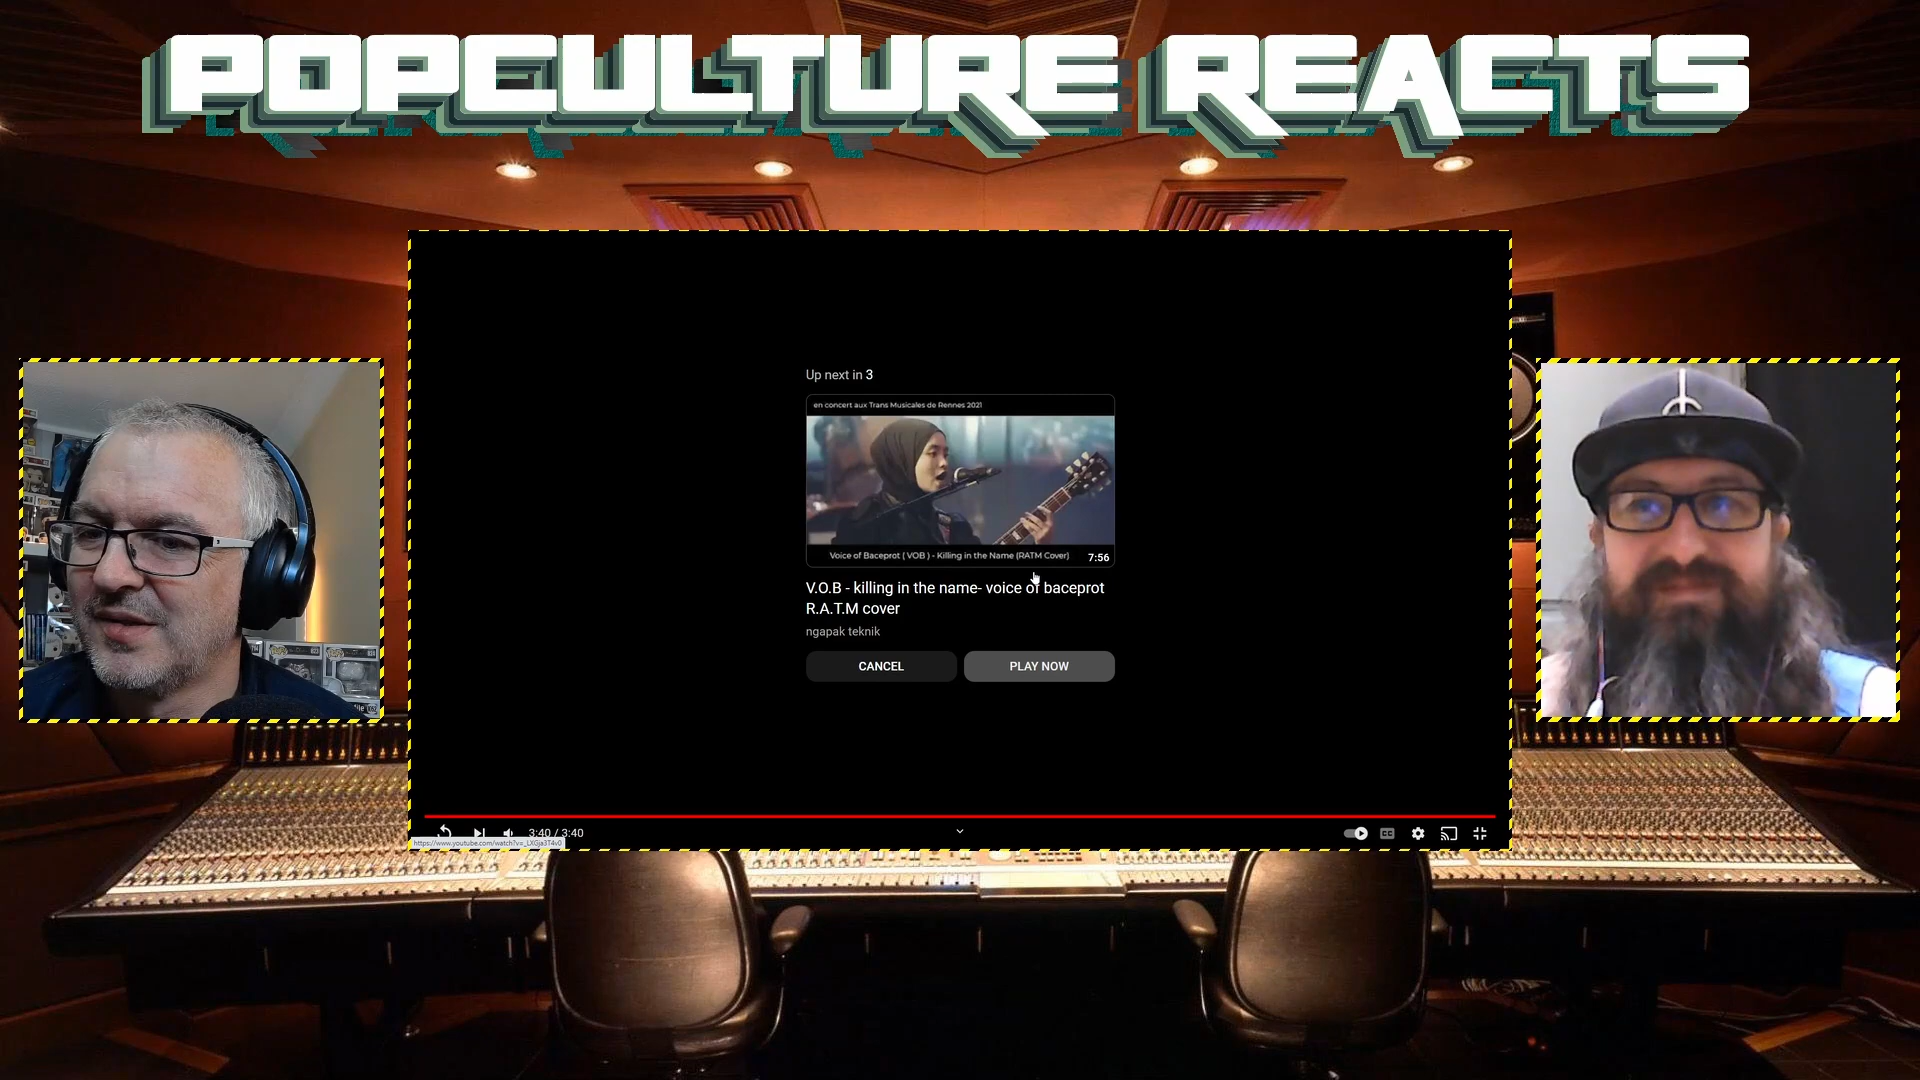 POPCULTURE REACTS
Up next in 3
en concert aux Trans Musicales de Rennes 2021
Voice of Baceprot ( VOB ) - Killing in the Name (RATM Cover)
7:56
V.O.B - killing in the name- voice of baceprot
R.A.T.M cover
ngapak teknik
CANCEL
PLAY NOW
3:40 / 3:40
CC